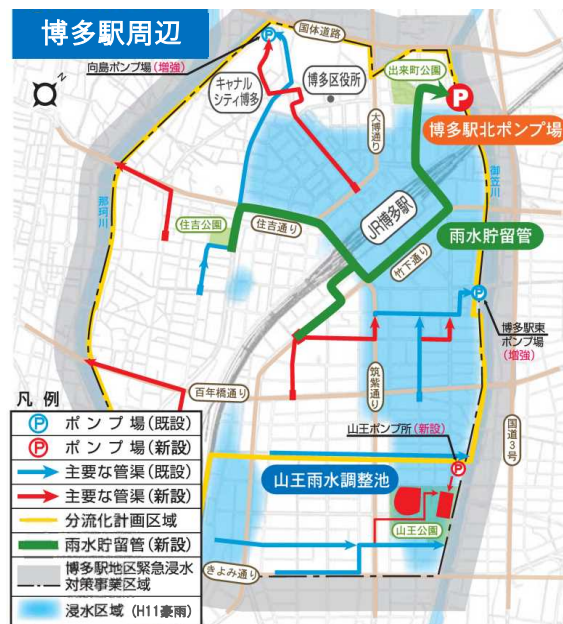 博多駅周辺
国体道路
向島ポンプ場(増強)
N
キャナル
シティ博多
博多区役所
出来町公園
P
P
博多駅北ポンプ場
大博通り
御笠川
那珂川
住吉公園
住吉通り
JR博多駅
雨水貯留管
竹下通り
P
博多駅東
ポンプ場
(増強)
筑紫通り
百年橋通り
国道3号
山王ポンプ所(新設)
P
山王雨水調整池
山王公園
きよみ通り
凡例
P ポンプ場(既設)
P ポンプ場(新設)
主要な管渠(既設)
主要な管渠(新設)
分流化計画区域
雨水貯留管(新設)
博多駅地区緊急浸水
対策事業区域
浸水区域(H11豪雨)